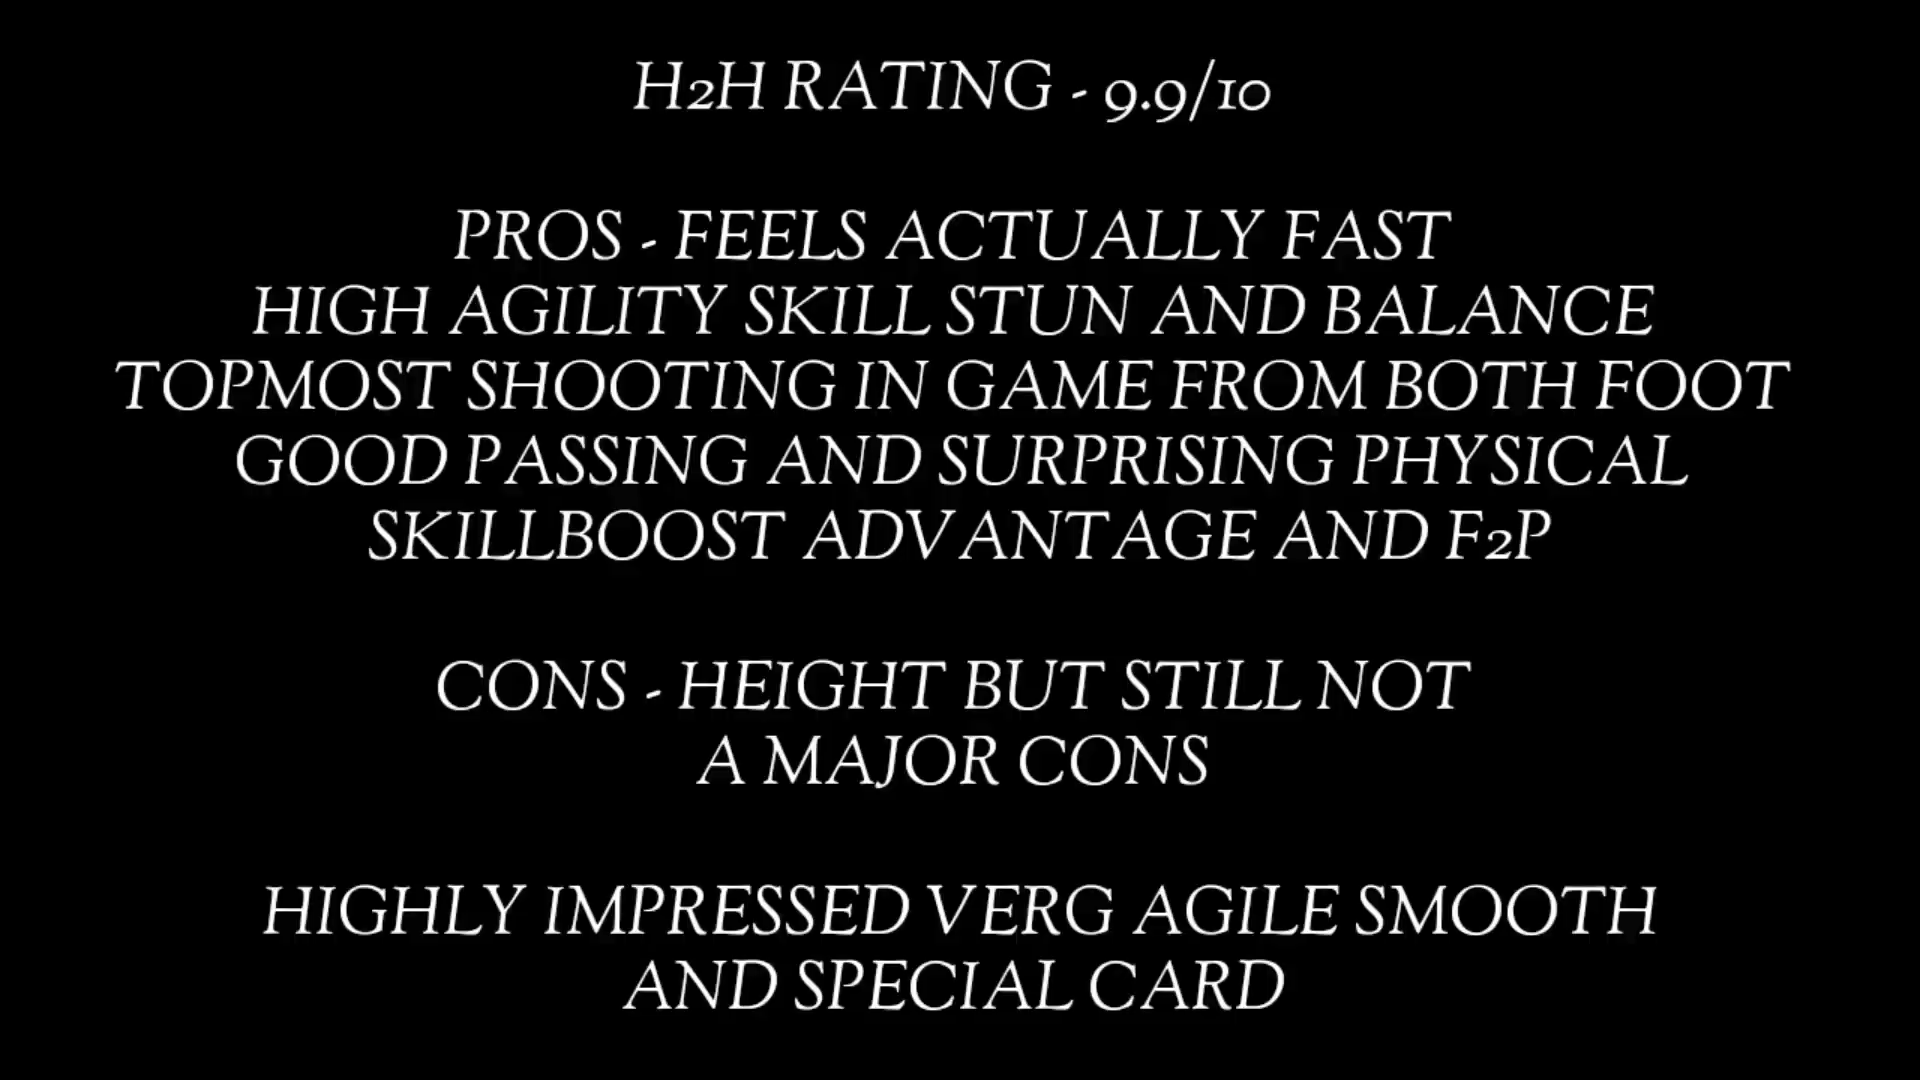 H2H RATING - 9.9/10
PROS - FEELS ACTUALLY FAST
HIGH AGILITY SKILL STUN AND BALANCE
TOPMOST SHOOTING IN GAME FROM BOTH FOOT
GOOD PASSING AND SURPRISING PHYSICAL
SKILLBOOST ADVANTAGE AND F2P
CONS - HEIGHT BUT STILL NOT
A MAJOR CONS
HIGHLY IMPRESSED VERG AGILE SMOOTH
AND SPECIAL CARD